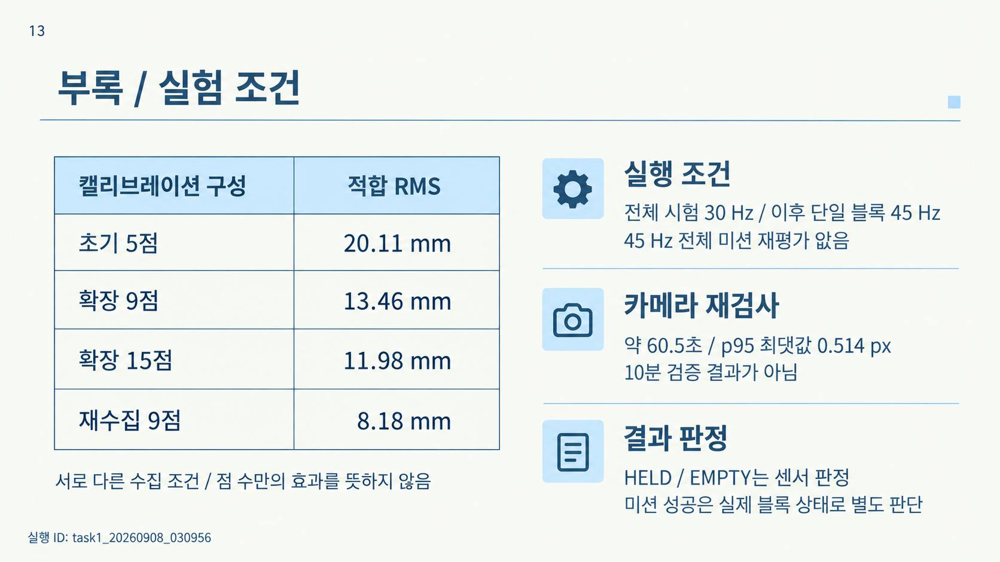 13
부록 / 실험 조건
캘리브레이션 구성 적합 RMS
초기 5점 20.11 mm
확장 9점 13.46 mm
확장 15점 11.98 mm
재수집 9점 8.18 mm
서로 다른 수집 조건 / 점 수만의 효과를 뜻하지 않음
실행 조건
전체 시험 30 Hz / 이후 단일 블록 45 Hz
45 Hz 전체 미션 재평가 없음
카메라 재검사
약 60.5초 / p95 최댓값 0.514 px
10분 검증 결과가 아님
결과 판정
HELD / EMPTY는 센서 판정
미션 성공은 실제 블록 상태로 별도 판단
실행 ID: task1_20260908_030956